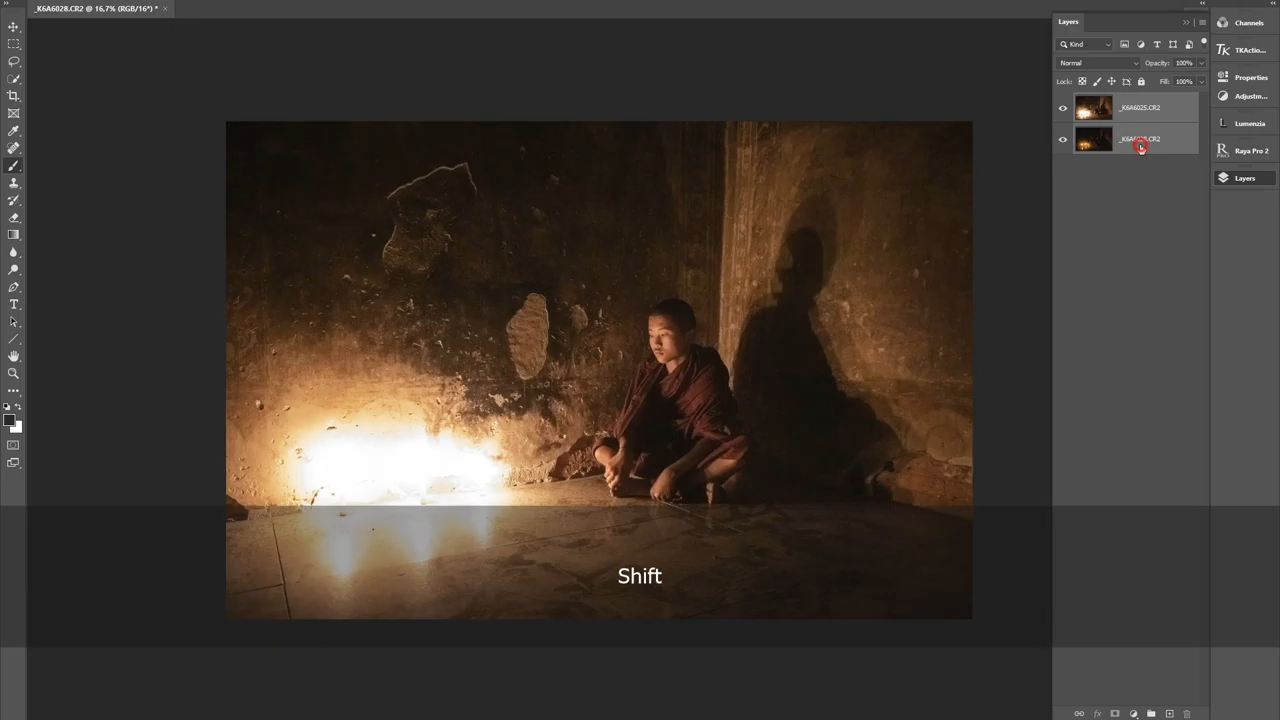 _K6A6028.CR2 @ 16,7% (RGB/16*) *
Layers
Kind
Normal
Opacity: 100%
Lock:
Fill: 100%
_K6A6025.CR2
Channels
TKActio...
Properties
Adjustm...
Lumenzia
Raya Pro 2
Layers
Shift